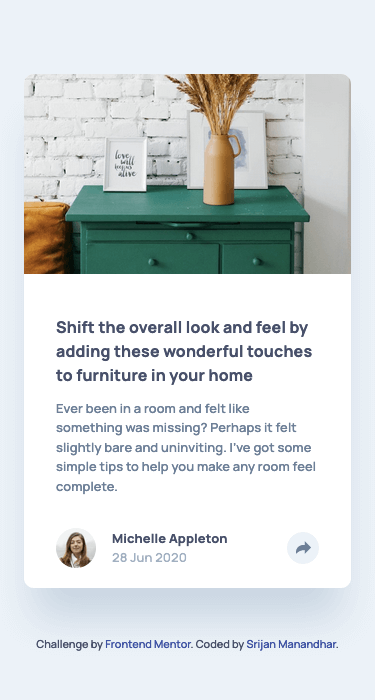 love
will
keep us
alive
Shift the overall look and feel by
adding these wonderful touches
to furniture in your home
Ever been in a room and felt like
something was missing? Perhaps it felt
slightly bare and uninviting. I've got some
simple tips to help you make any room feel
complete.
Michelle Appleton
28 Jun 2020
Challenge by Frontend Mentor. Coded by Srijan Manandhar.